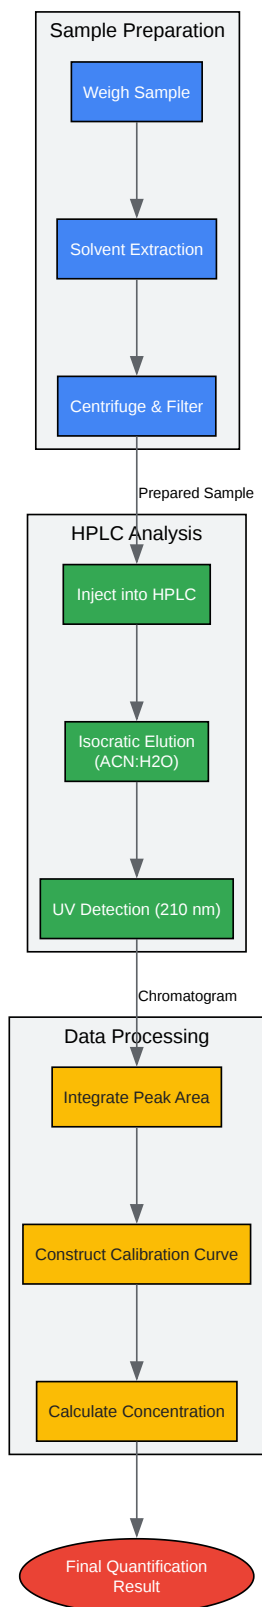 Sample Preparation
Weigh Sample
Solvent Extraction
Centrifuge & Filter
Prepared Sample
HPLC Analysis
Inject into HPLC
Isocratic Elution
(ACN:H2O)
UV Detection (210 nm)
Chromatogram
Data Processing
Integrate Peak Area
Construct Calibration Curve
Calculate Concentration
Final Quantification
Result